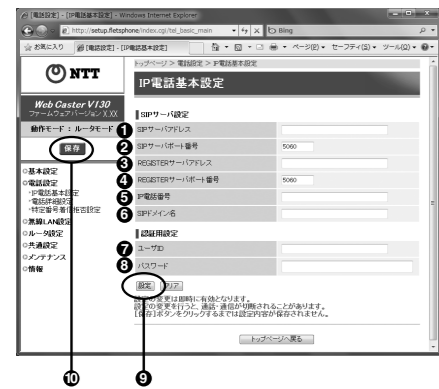 [電話設定] - [IP電話基本設定] - Windows Internet Explorer
http://setup.fletsphone/index.cgi/tel_basic_main
Bing
お気に入り
[電話設定] - [IP電話基本設定]
ページ(P)
セーフティ(S)
ツール(O)
NTT
Web Caster V130
ファームウェアバージョン X.XX
動作モード : ルータモード
保存
基本設定
電話設定
・IP電話基本設定
・電話詳細設定
・特定番号着信拒否設定
無線LAN設定
ルータ設定
共通設定
メンテナンス
情報
トップページ > 電話設定 > IP電話基本設定
IP電話基本設定
SIPサーバ設定
❶ SIPサーバアドレス
❷ SIPサーバポート番号 5060
❸ REGISTERサーバアドレス
❹ REGISTERサーバポート番号 5060
❺ IP電話番号
❻ SIPドメイン名
認証用設定
❼ ユーザID
❽ パスワード
設定 クリア
設定の変更は即時に有効となります。
設定の変更を行うと、通話・通信が切断されることがあります。
[保存]ボタンをクリックするまでは設定内容が保存されません。
トップページへ戻る
❿ ❾